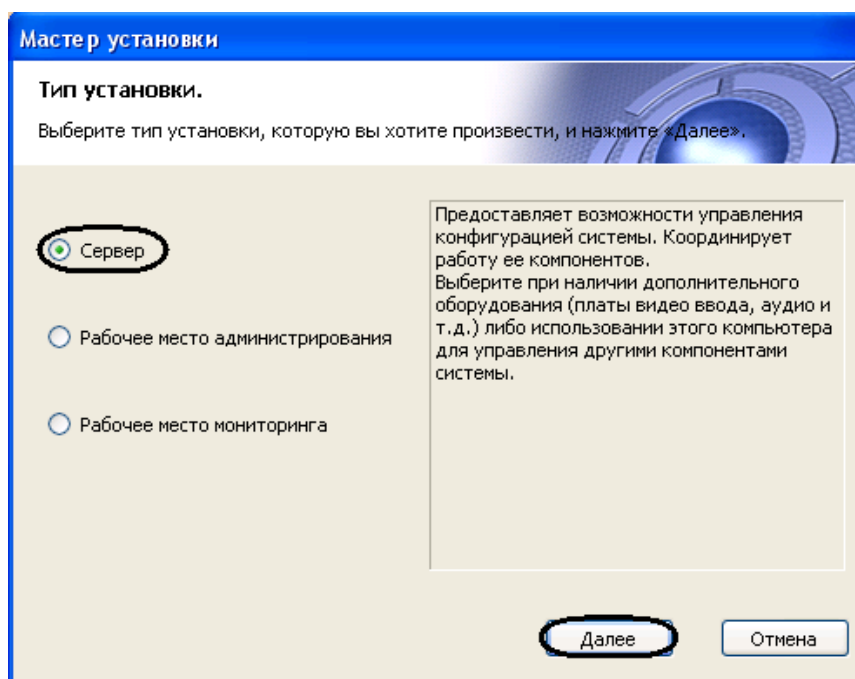 Мастер установки
Тип установки.
Выберите тип установки, которую вы хотите произвести, и нажмите «Далее».
Сервер
Рабочее место администрирования
Рабочее место мониторинга
Предоставляет возможности управления
конфигурацией системы. Координирует
работу ее компонентов.
Выберите при наличии дополнительного
оборудования (платы видео ввода, аудио и
т.д.) либо использовании этого компьютера
для управления другими компонентами
системы.
Далее
Отмена